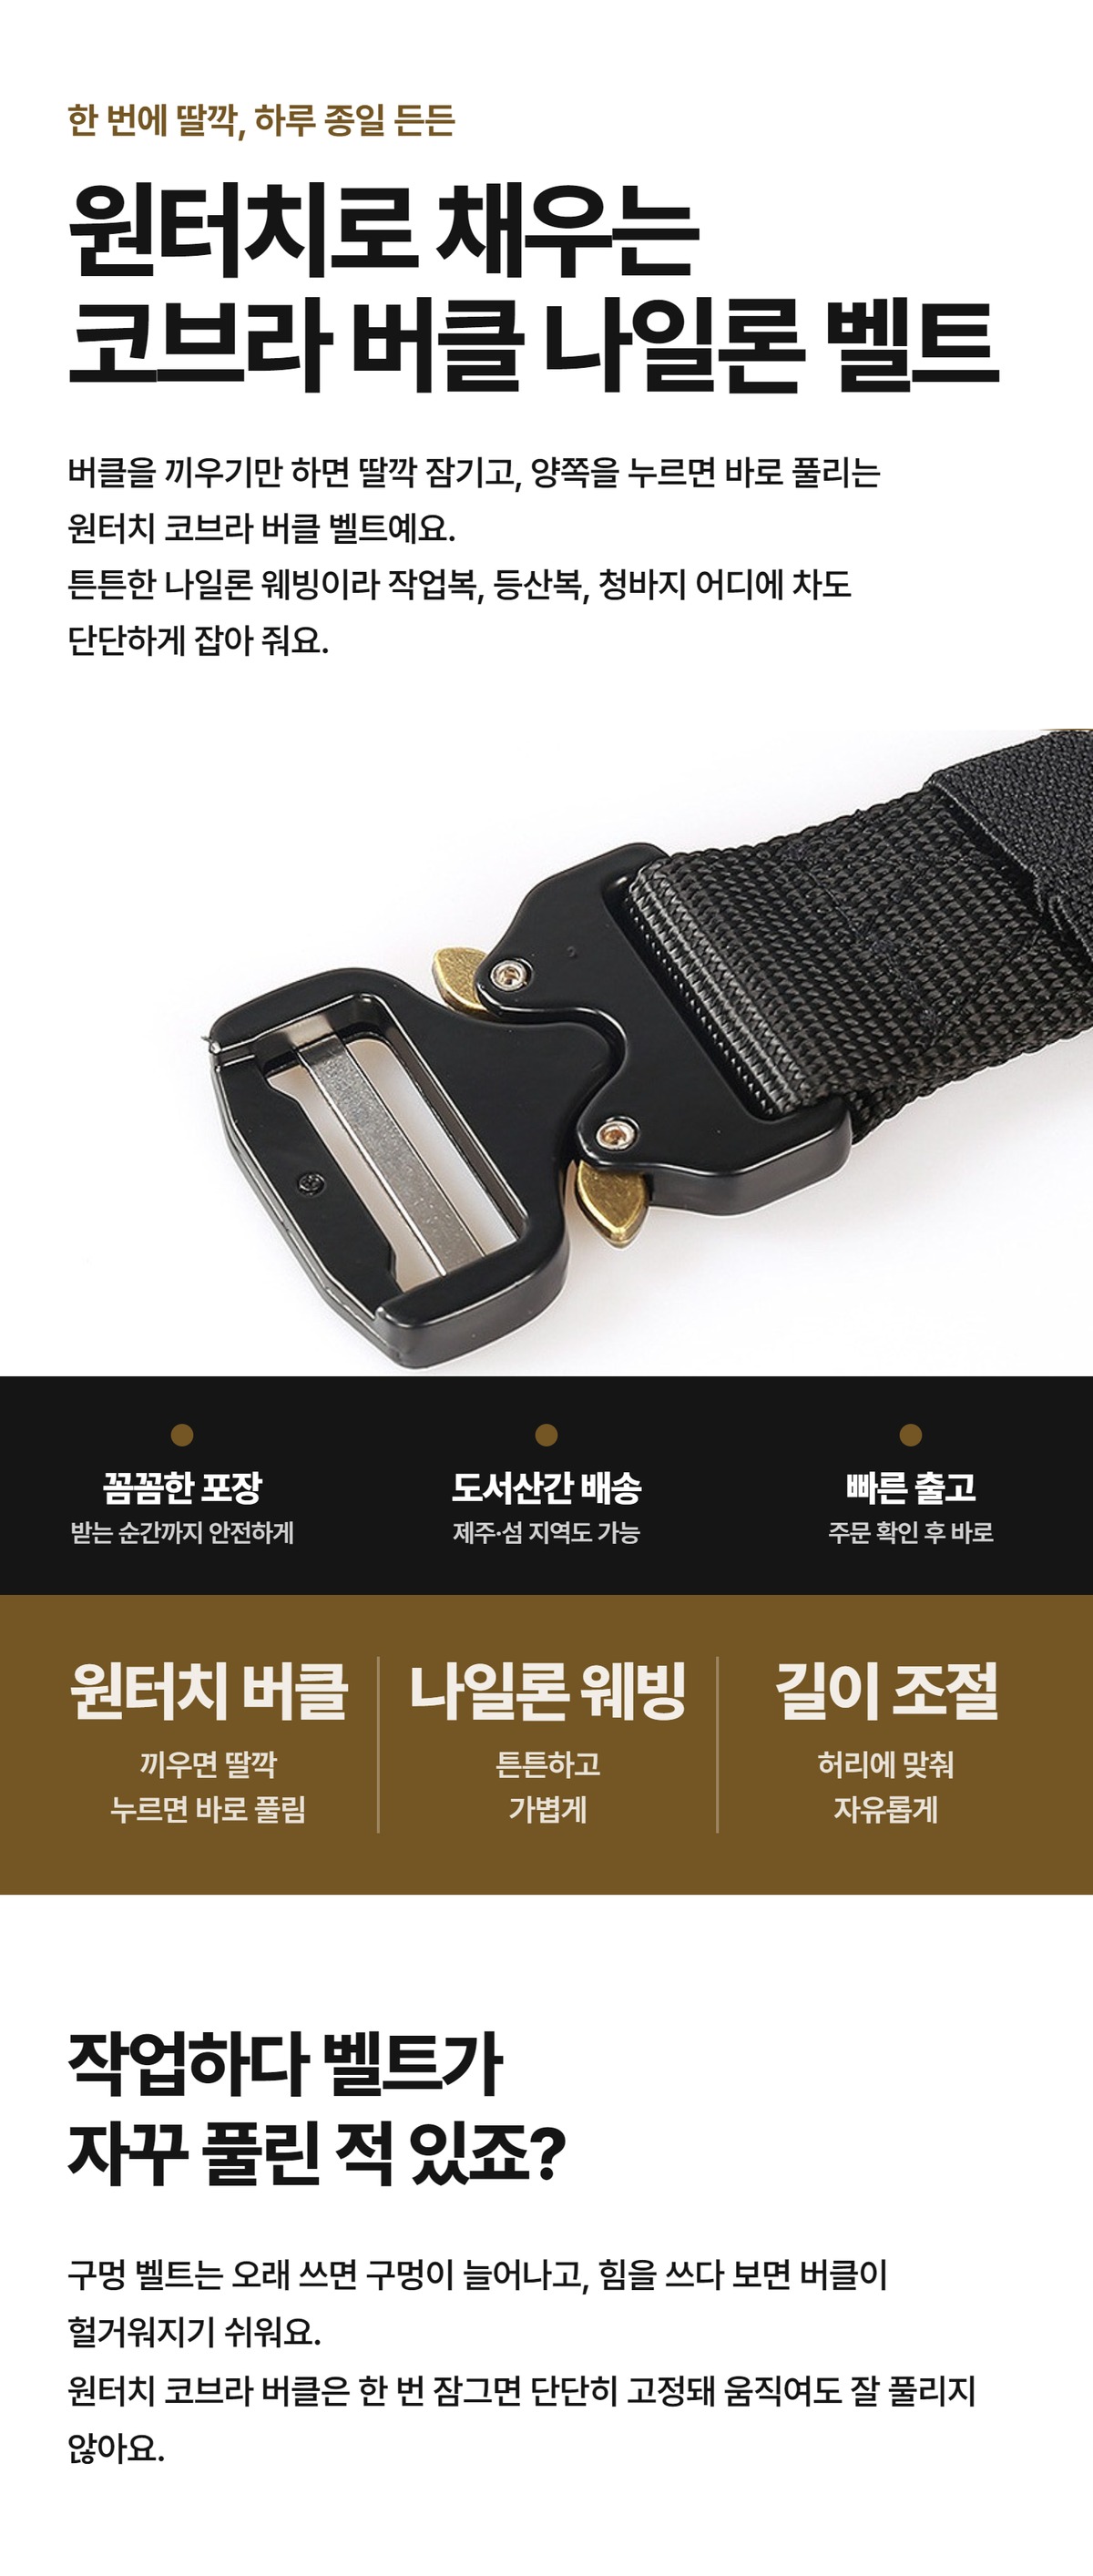 한 번에 딸깍, 하루 종일 든든
원터치로 채우는
코브라 버클 나일론 벨트
버클을 끼우기만 하면 딸깍 잠기고, 양쪽을 누르면 바로 풀리는
원터치 코브라 버클 벨트예요.
튼튼한 나일론 웨빙이라 작업복, 등산복, 청바지 어디에 차도
단단하게 잡아 줘요.
꼼꼼한 포장
받는 순간까지 안전하게
도서산간 배송
제주·섬 지역도 가능
빠른 출고
주문 확인 후 바로
원터치 버클
끼우면 딸깍
누르면 바로 풀림
나일론 웨빙
튼튼하고
가볍게
길이 조절
허리에 맞춰
자유롭게
작업하다 벨트가
자꾸 풀린 적 있죠?
구멍 벨트는 오래 쓰면 구멍이 늘어나고, 힘을 쓰다 보면 버클이
헐거워지기 쉬워요.
원터치 코브라 버클은 한 번 잠그면 단단히 고정돼 움직여도 잘 풀리지
않아요.